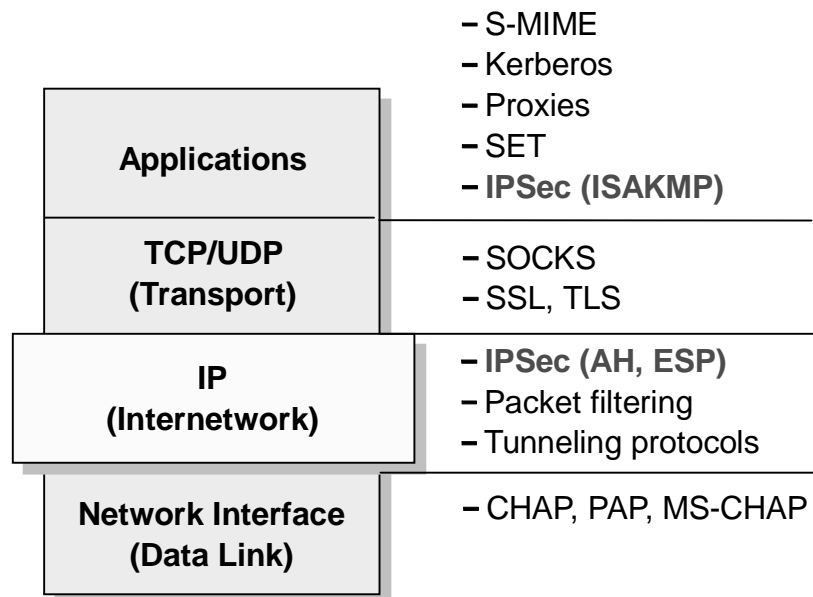 – S-MIME
– Kerberos
– Proxies
– SET
– IPSec (ISAKMP)
Applications
TCP/UDP
(Transport)
– SOCKS
– SSL, TLS
IP
(Internetwork)
– IPSec (AH, ESP)
– Packet filtering
– Tunneling protocols
Network Interface
(Data Link)
– CHAP, PAP, MS-CHAP